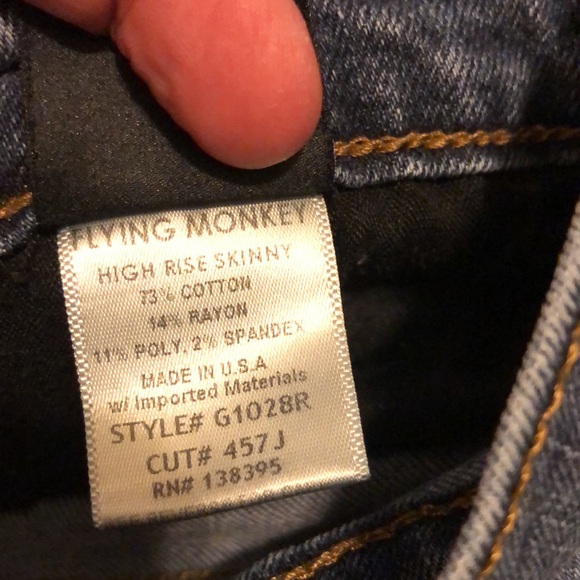 FLYING MONKEY
HIGH RISE SKINNY
73% COTTON
14% RAYON
11% POLY, 2% SPANDEX
MADE IN U.S.A
w/ Imported Materials
STYLE# G1028R
CUT# 457J
RN# 138395